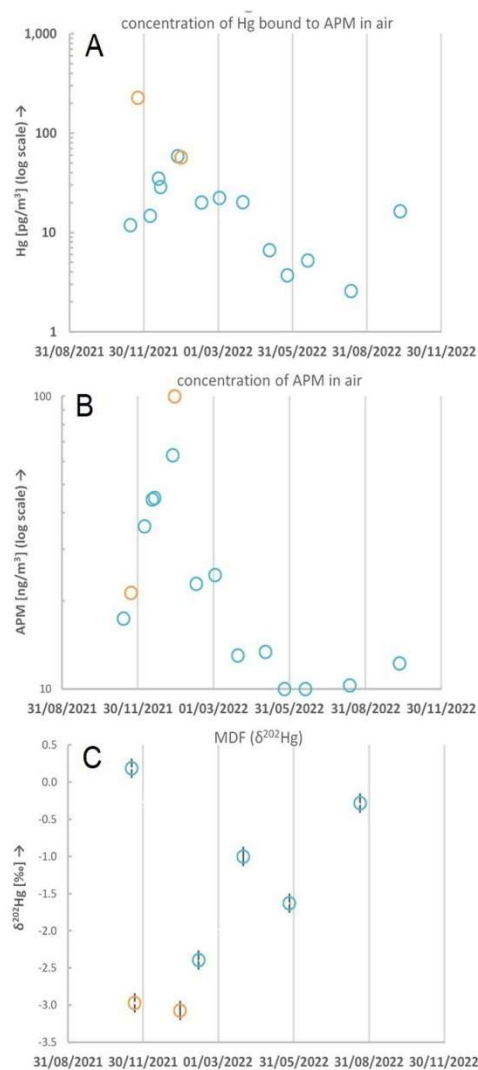 concentration of Hg bound to APM in air
A
1,000
100
10
1
Hg [pg/m³] (log scale) →
31/08/2021 30/11/2021 01/03/2022 31/05/2022 31/08/2022 30/11/2022
concentration of APM in air
B
100
10
APM [ng/m³] (log scale) →
31/08/2021 30/11/2021 01/03/2022 31/05/2022 31/08/2022 30/11/2022
MDF (δ²⁰²Hg)
C
0.5
0.0
-0.5
-1.0
-1.5
-2.0
-2.5
-3.0
-3.5
δ²⁰²Hg [‰] →
31/08/2021 30/11/2021 01/03/2022 31/05/2022 31/08/2022 30/11/2022